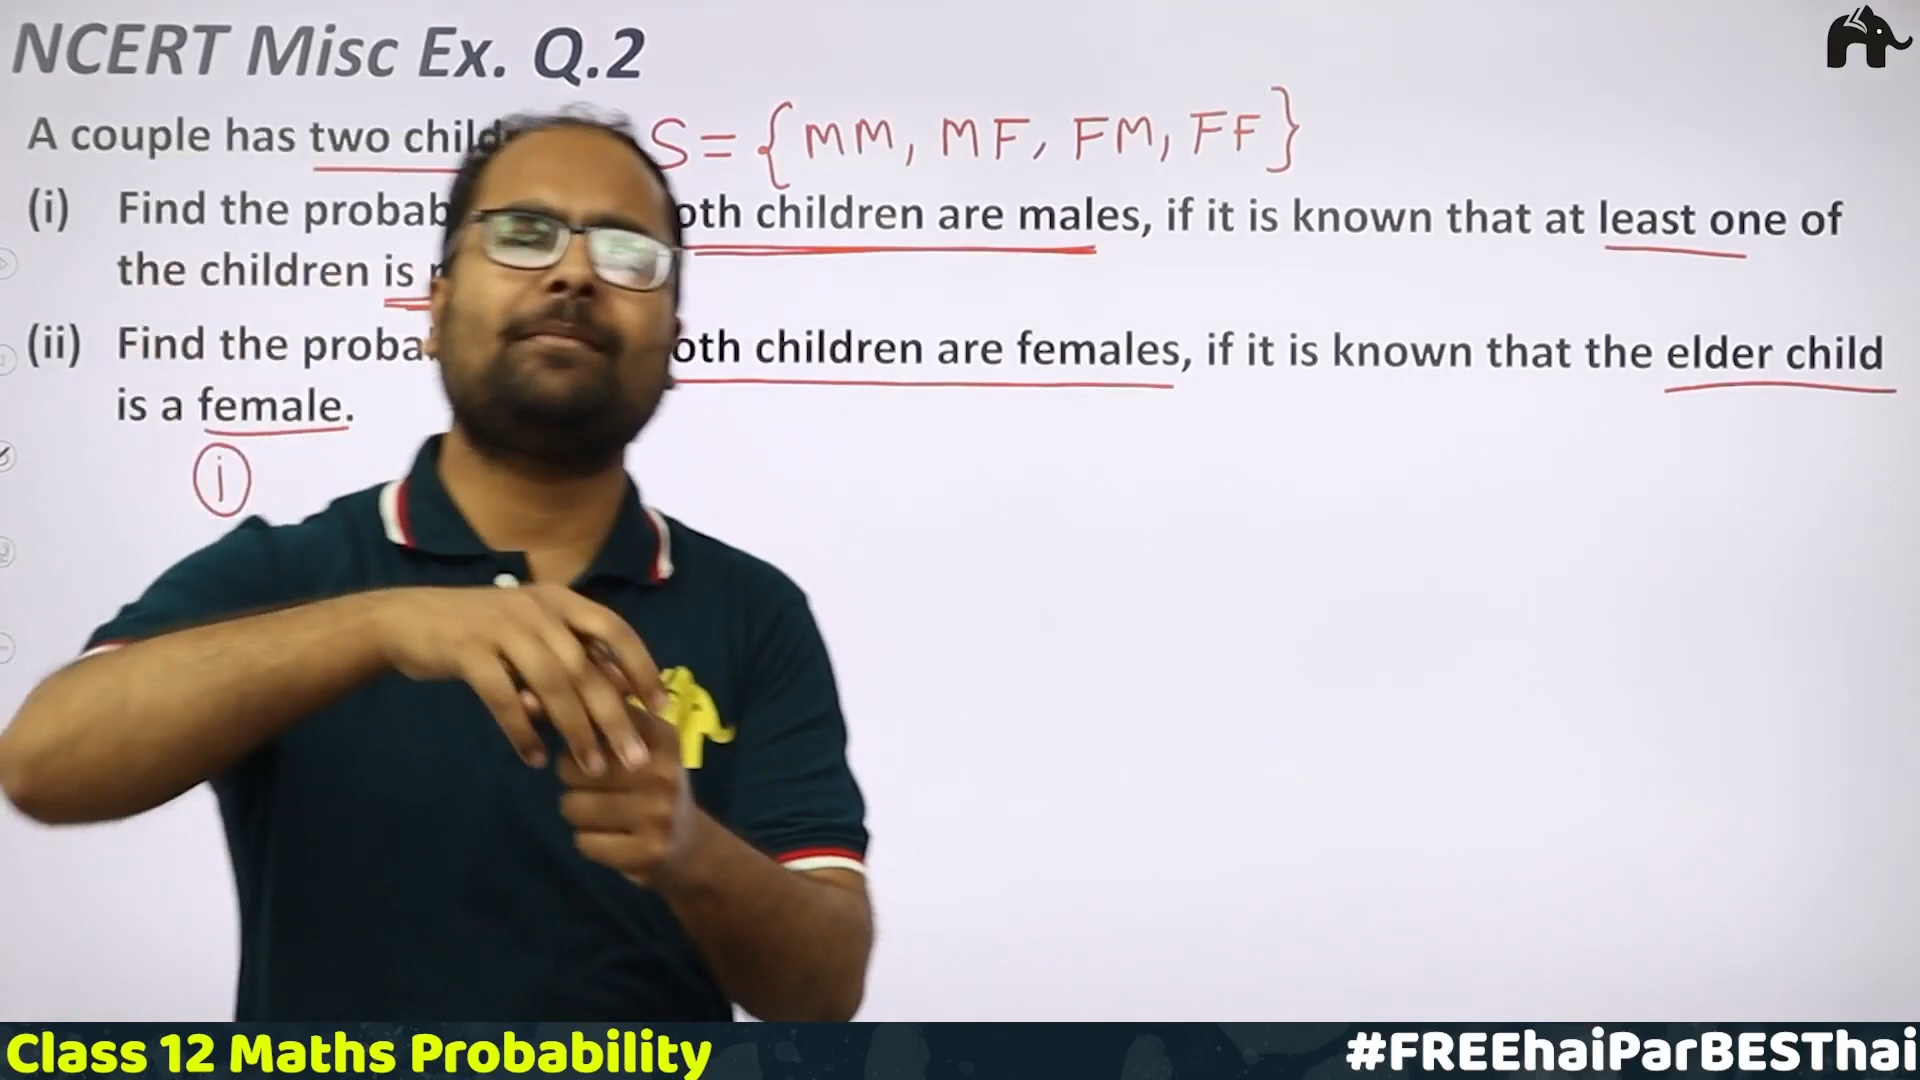 NCERT Misc Ex. Q.2
A couple has two child
S = {MM, MF, FM, FF}
(i) Find the probab oth children are males, if it is known that at least one of
the children is
(ii) Find the proba oth children are females, if it is known that the elder child
is a female.
i
Class 12 Maths Probability
#FREEhaiParBESThai